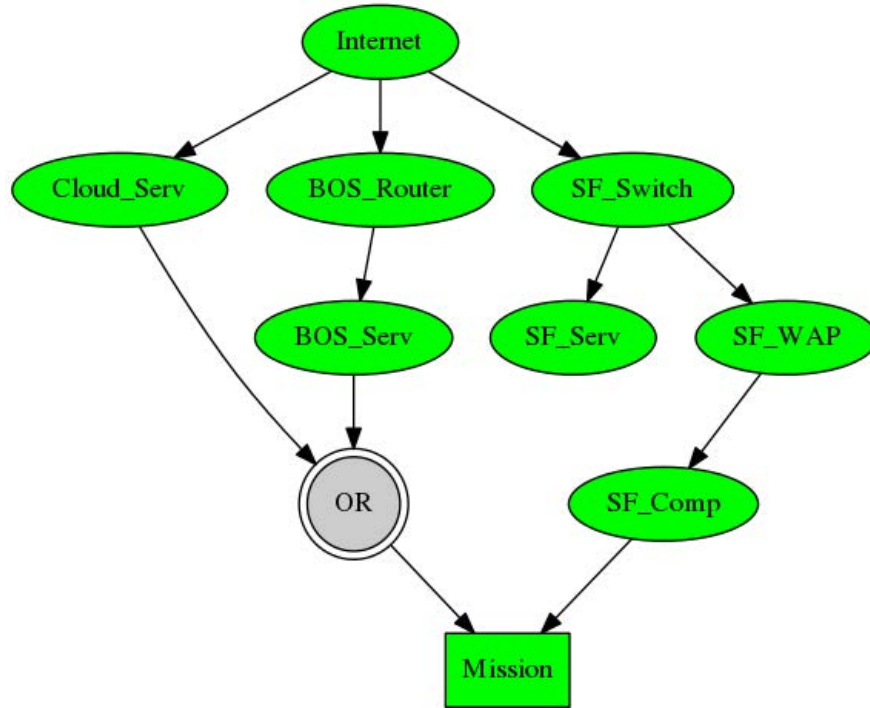 Internet
Cloud_Serv
BOS_Router
SF_Switch
BOS_Serv
SF_Serv
SF_WAP
OR
SF_Comp
Mission